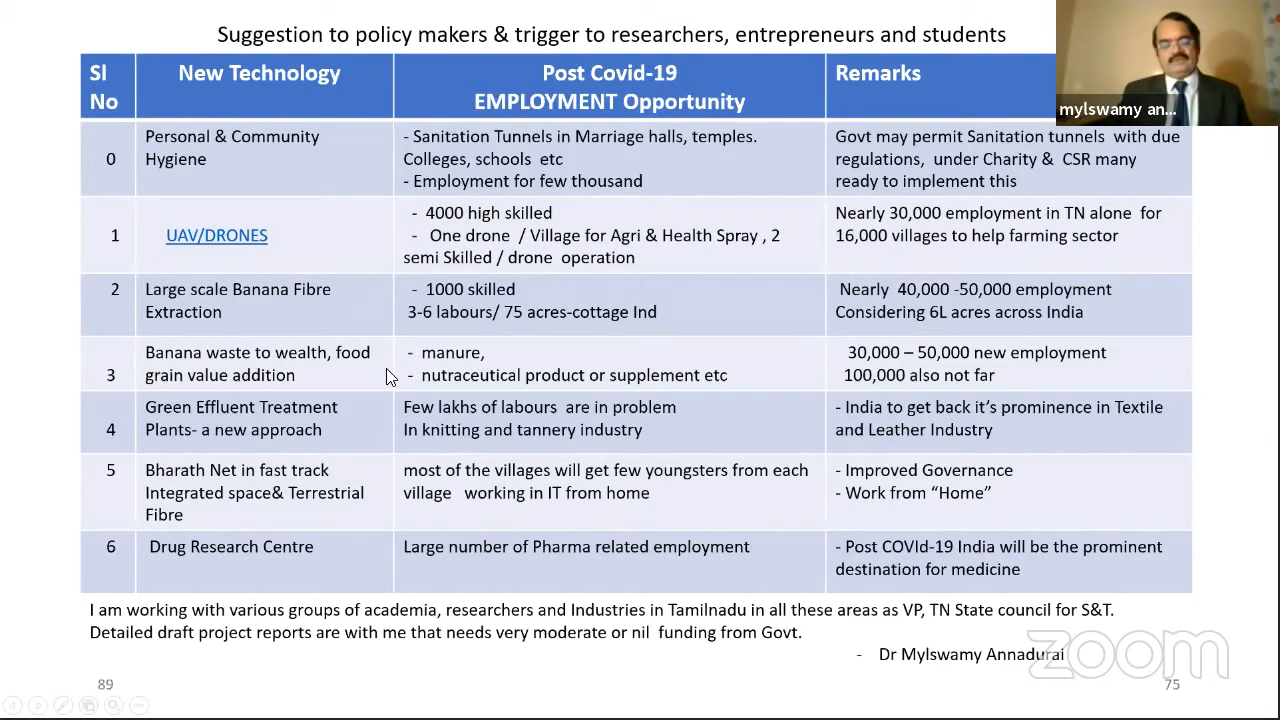 Suggestion to policy makers & trigger to researchers, entrepreneurs and students
mylswamy an...
Sl No
New Technology
Post Covid-19
EMPLOYMENT Opportunity
Remarks
0
Personal & Community
Hygiene
- Sanitation Tunnels in Marriage halls, temples.
Colleges, schools etc
- Employment for few thousand
Govt may permit Sanitation tunnels with due
regulations, under Charity & CSR many
ready to implement this
1
UAV/DRONES
- 4000 high skilled
- One drone / Village for Agri & Health Spray , 2
semi Skilled / drone operation
Nearly 30,000 employment in TN alone for
16,000 villages to help farming sector
2
Large scale Banana Fibre
Extraction
- 1000 skilled
3-6 labours/ 75 acres-cottage Ind
Nearly 40,000 -50,000 employment
Considering 6L acres across India
3
Banana waste to wealth, food
grain value addition
- manure,
- nutraceutical product or supplement etc
30,000 – 50,000 new employment
100,000 also not far
4
Green Effluent Treatment
Plants- a new approach
Few lakhs of labours are in problem
In knitting and tannery industry
- India to get back it's prominence in Textile
and Leather Industry
5
Bharath Net in fast track
Integrated space& Terrestrial
Fibre
most of the villages will get few youngsters from each
village working in IT from home
- Improved Governance
- Work from “Home”
6
Drug Research Centre
Large number of Pharma related employment
- Post COVId-19 India will be the prominent
destination for medicine
I am working with various groups of academia, researchers and Industries in Tamilnadu in all these areas as VP, TN State council for S&T.
Detailed draft project reports are with me that needs very moderate or nil funding from Govt.
- Dr Mylswamy Annadurai
zoom
89
75